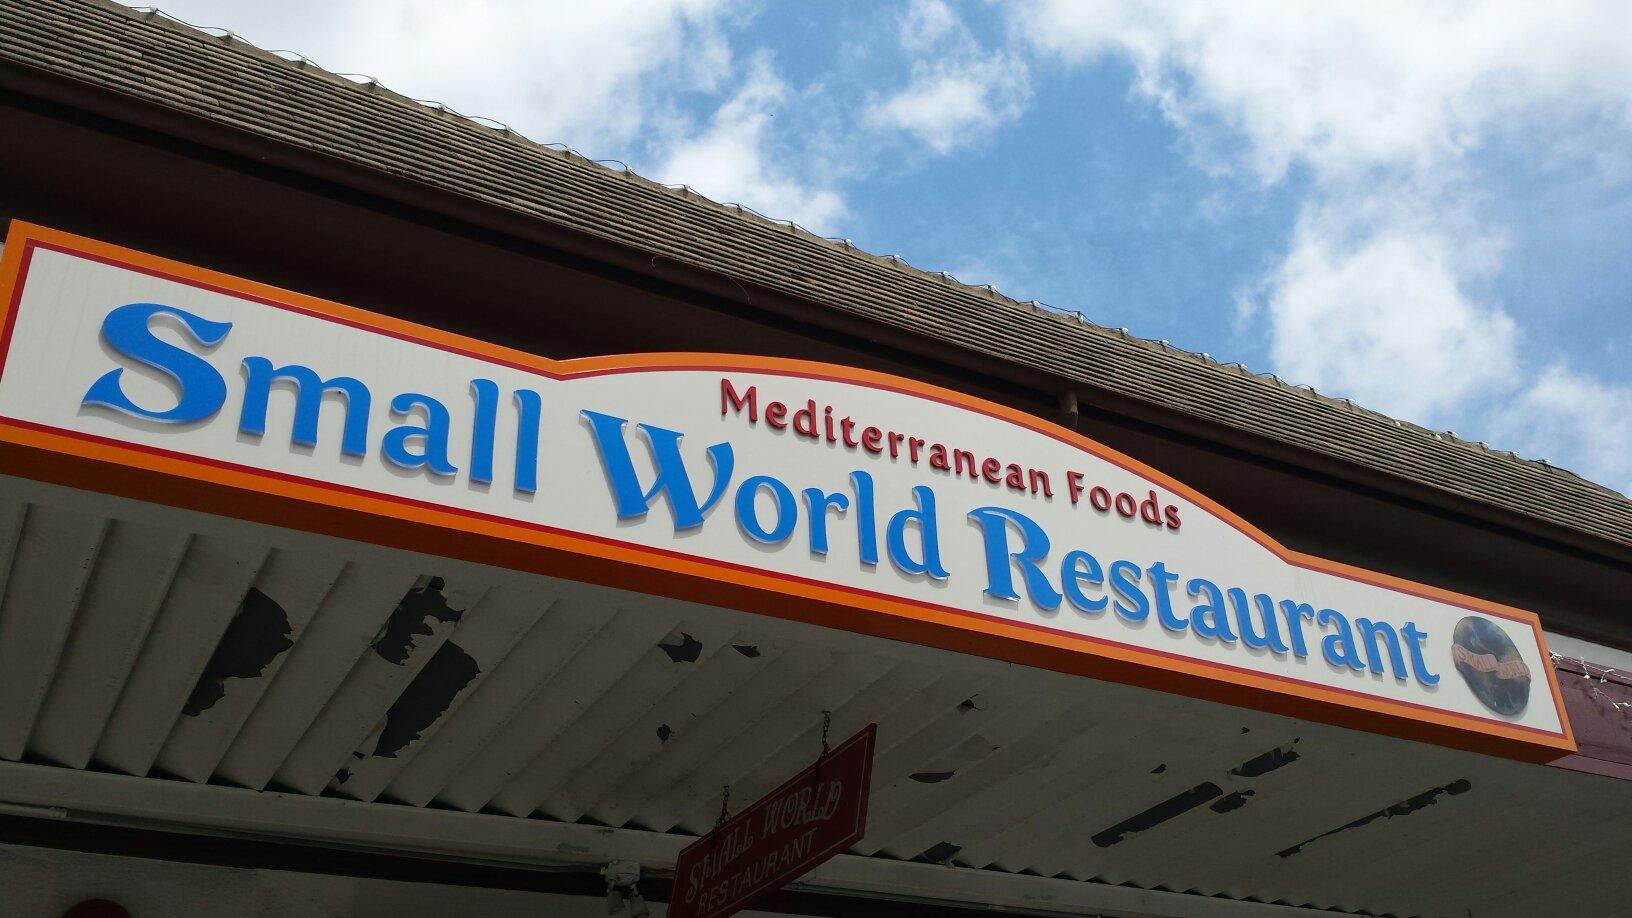 Mediterranean Foods
Small World Restaurant
SMALL WORLD
RESTAURANT